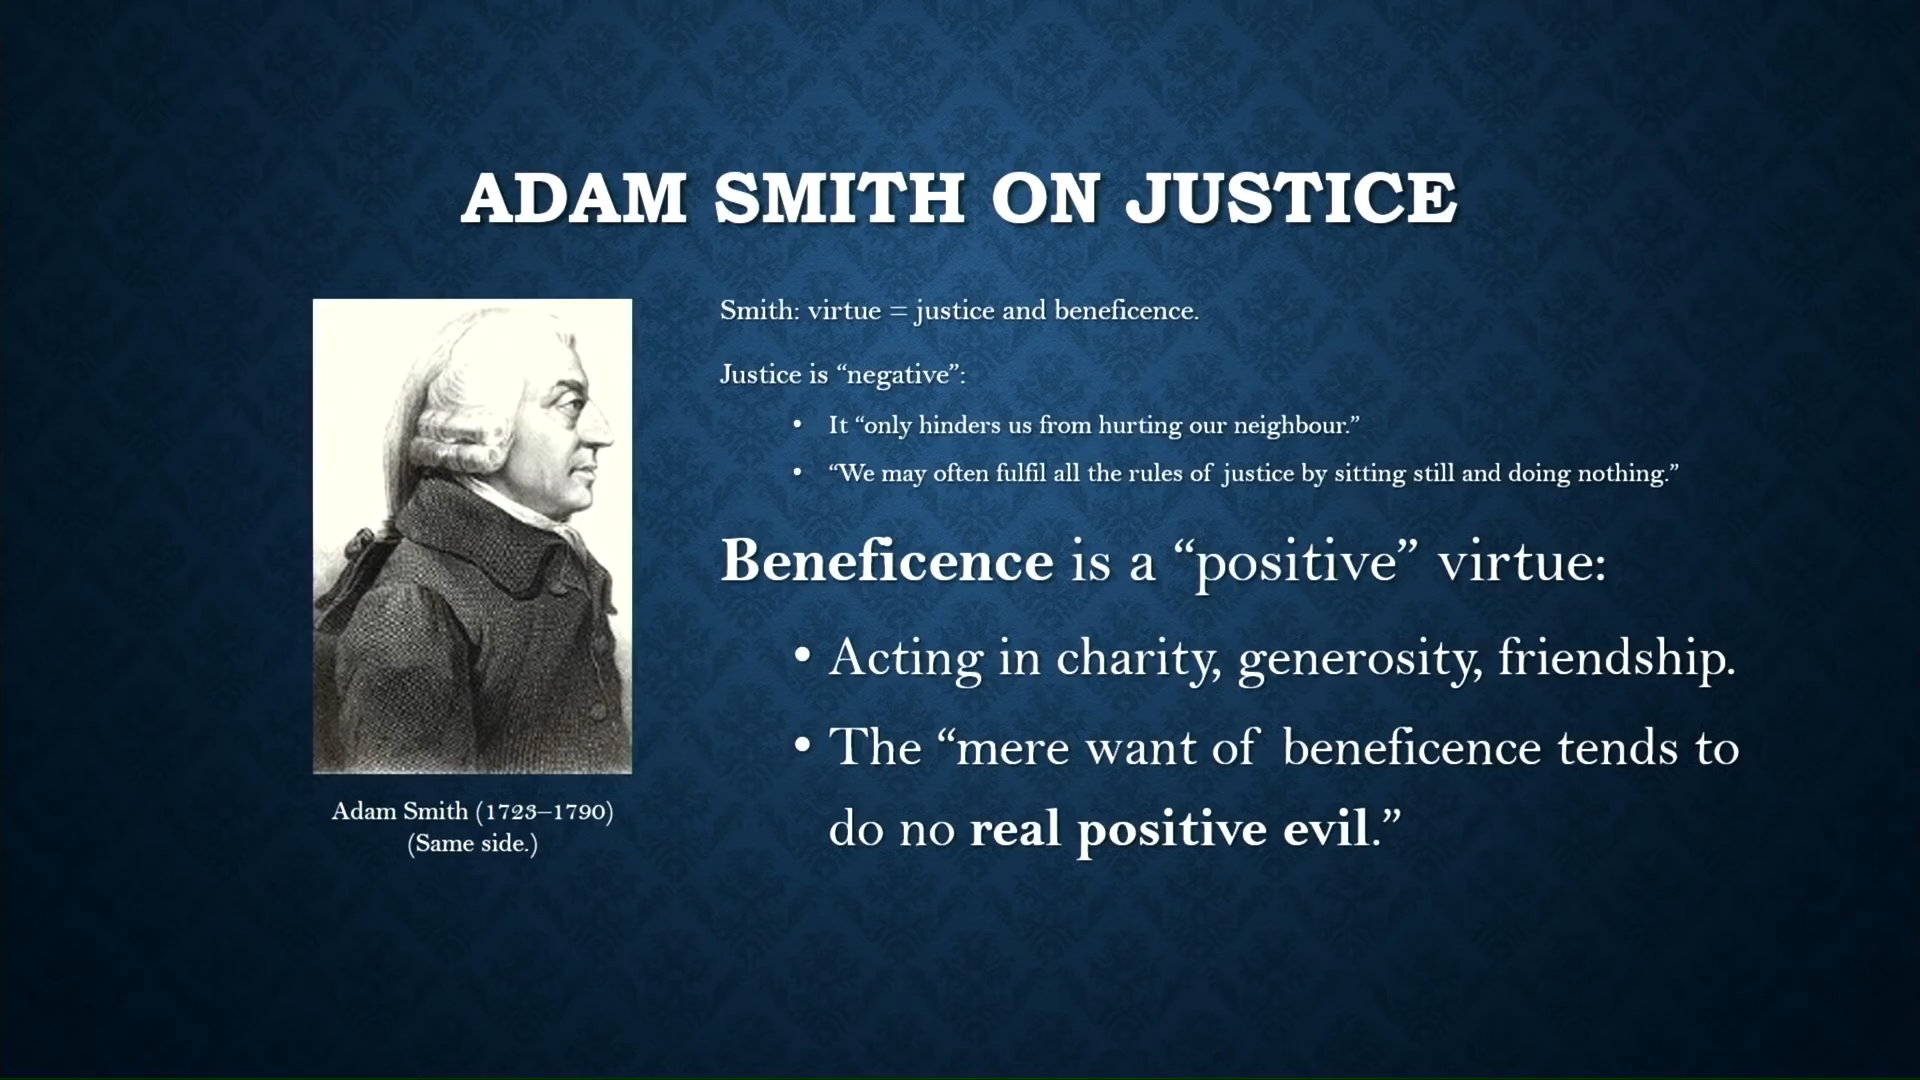 ADAM SMITH ON JUSTICE
Smith: virtue = justice and beneficence.
Justice is “negative”:
• It “only hinders us from hurting our neighbour.”
• “We may often fulfil all the rules of justice by sitting still and doing nothing.”
Beneficence is a “positive” virtue:
• Acting in charity, generosity, friendship.
• The “mere want of beneficence tends to
do no real positive evil.”
Adam Smith (1723–1790)
(Same side.)